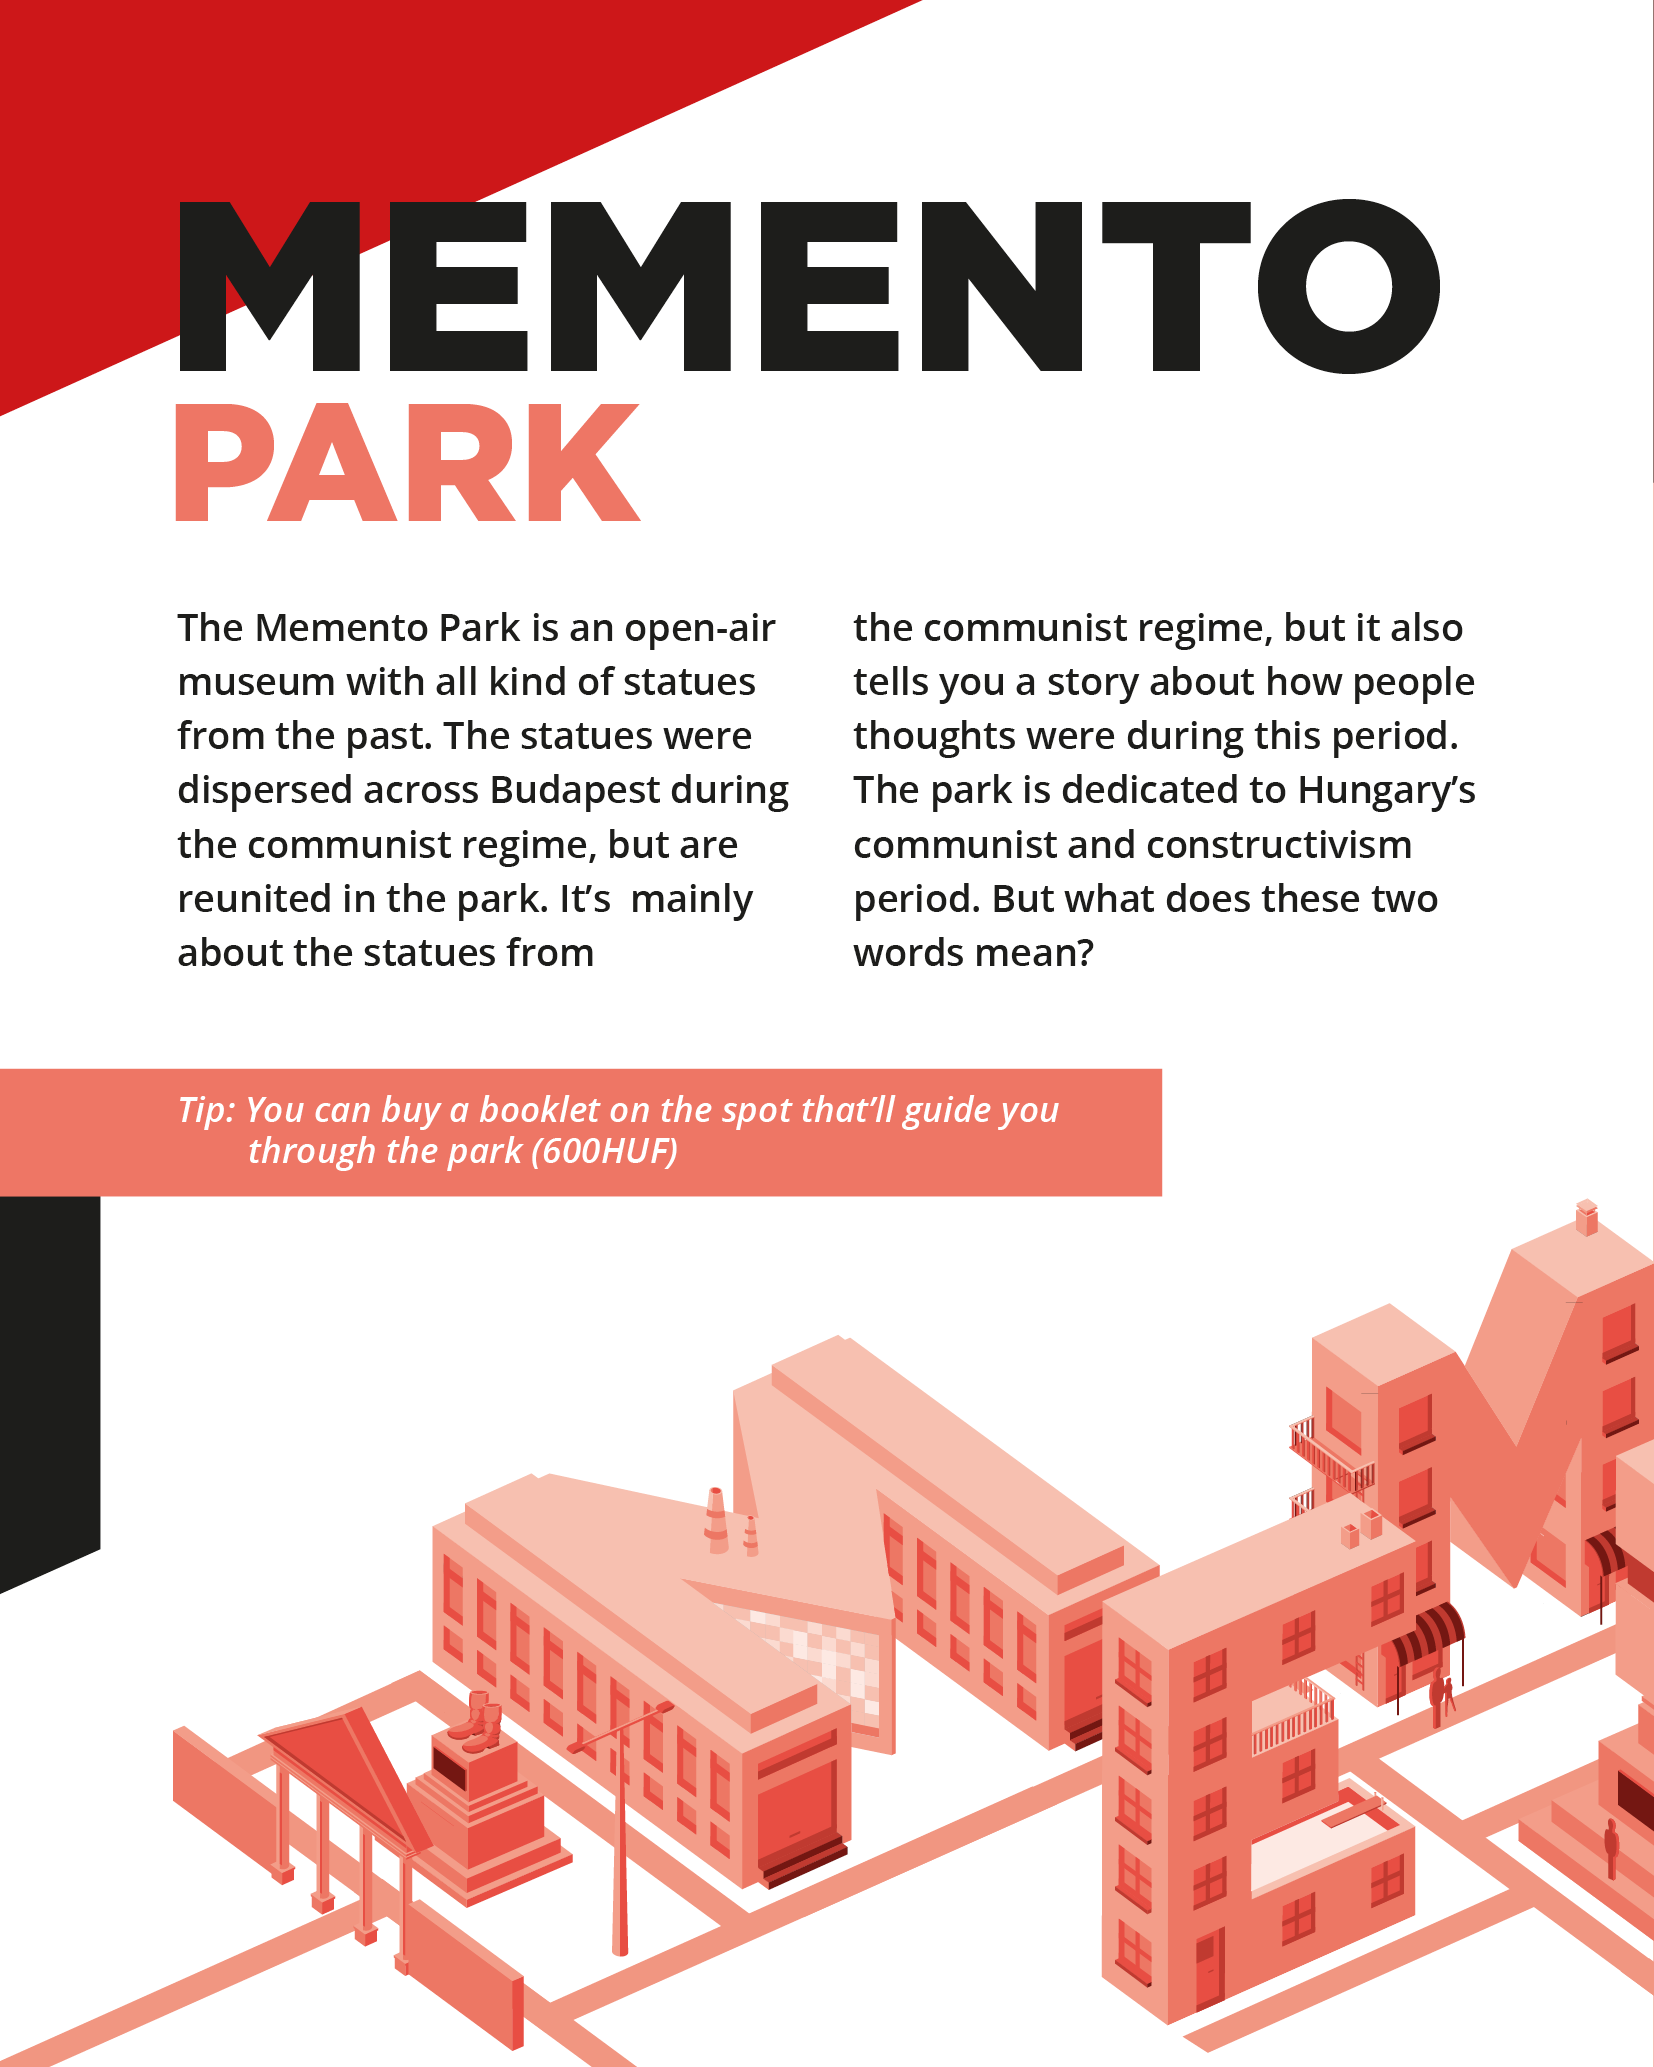 MEMENTO
PARK
The Memento Park is an open-air
museum with all kind of statues
from the past. The statues were
dispersed across Budapest during
the communist regime, but are
reunited in the park. It’s  mainly
about the statues from
the communist regime, but it also
tells you a story about how people
thoughts were during this period.
The park is dedicated to Hungary’s
communist and constructivism
period. But what does these two
words mean?
Tip: You can buy a booklet on the spot that’ll guide you
through the park (600HUF)